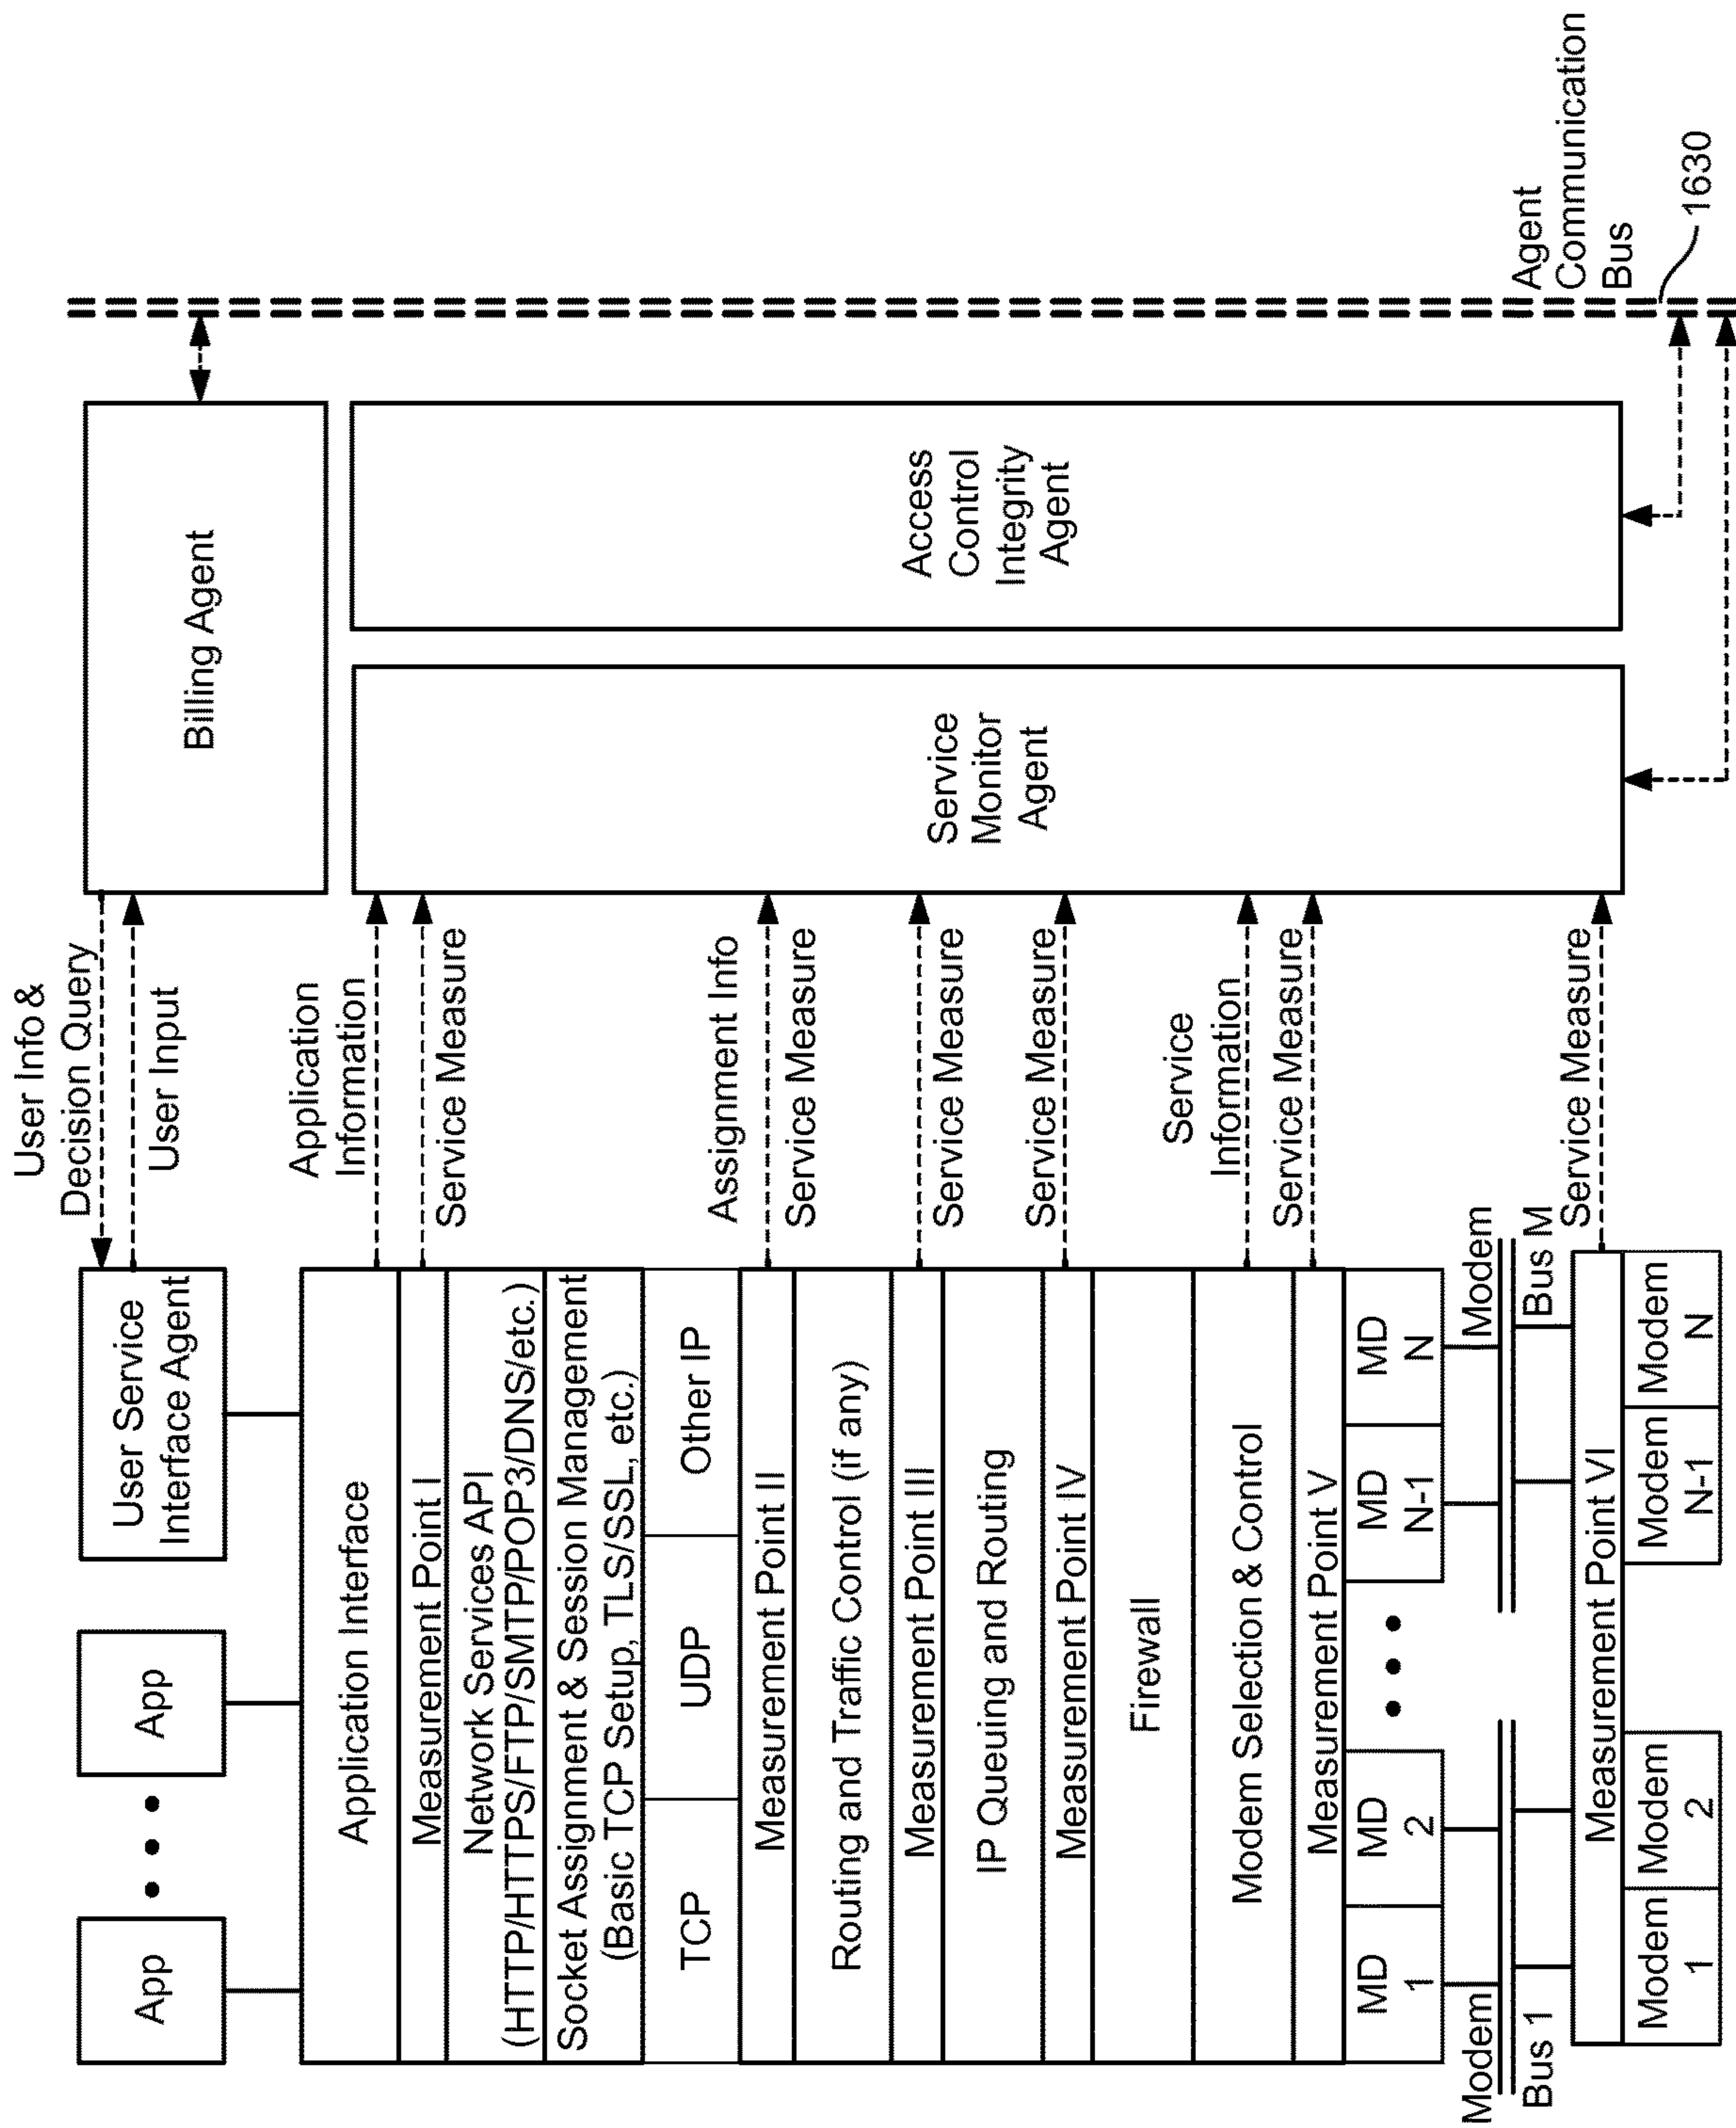 User Info &
Decision Query
User Input
App
App
User Service
Interface Agent
Billing Agent
Application Interface
Application
Information
Measurement Point I
Service Measure
Network Services API
(HTTP/HTTPS/FTP/SMTP/POP3/DNS/etc.)
Socket Assignment & Session Management
(Basic TCP Setup, TLS/SSL, etc.)
TCP
UDP
Other IP
Assignment Info
Measurement Point II
Service Measure
Routing and Traffic Control (if any)
Measurement Point III
Service Measure
IP Queuing and Routing
Measurement Point IV
Service Measure
Firewall
Modem Selection & Control
Service
Information
Measurement Point V
Service Measure
MD
1
MD
2
MD
N-1
MD
N
Modem
Bus 1
Modem
Bus M
Measurement Point VI
Service Measure
Modem
1
Modem
2
Modem
N-1
Modem
N
Service
Monitor
Agent
Access
Control
Integrity
Agent
Agent
Communication
Bus
1630